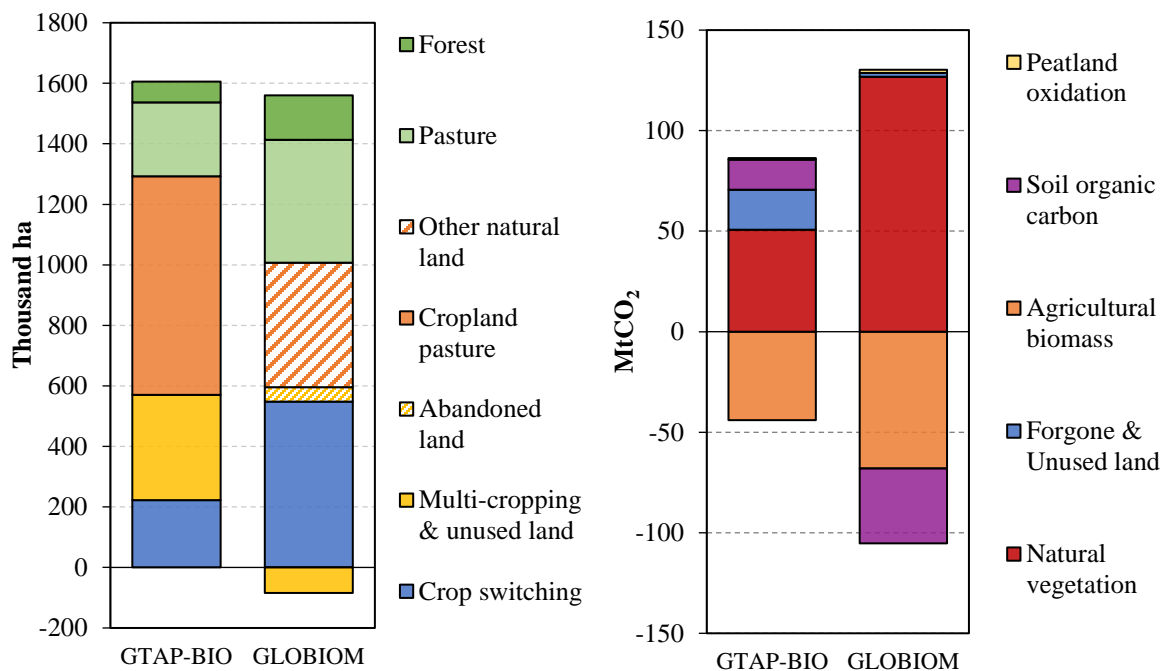 Thousand ha
1800
1600
1400
1200
1000
800
600
400
200
0
-200
GTAP-BIO
GLOBIOM
Forest
Pasture
Other natural
land
Cropland
pasture
Abandoned
land
Multi-cropping
& unused land
Crop switching
MtCO₂
150
100
50
0
-50
-100
-150
GTAP-BIO
GLOBIOM
Peatland
oxidation
Soil organic
carbon
Agricultural
biomass
Forgone &
Unused land
Natural
vegetation